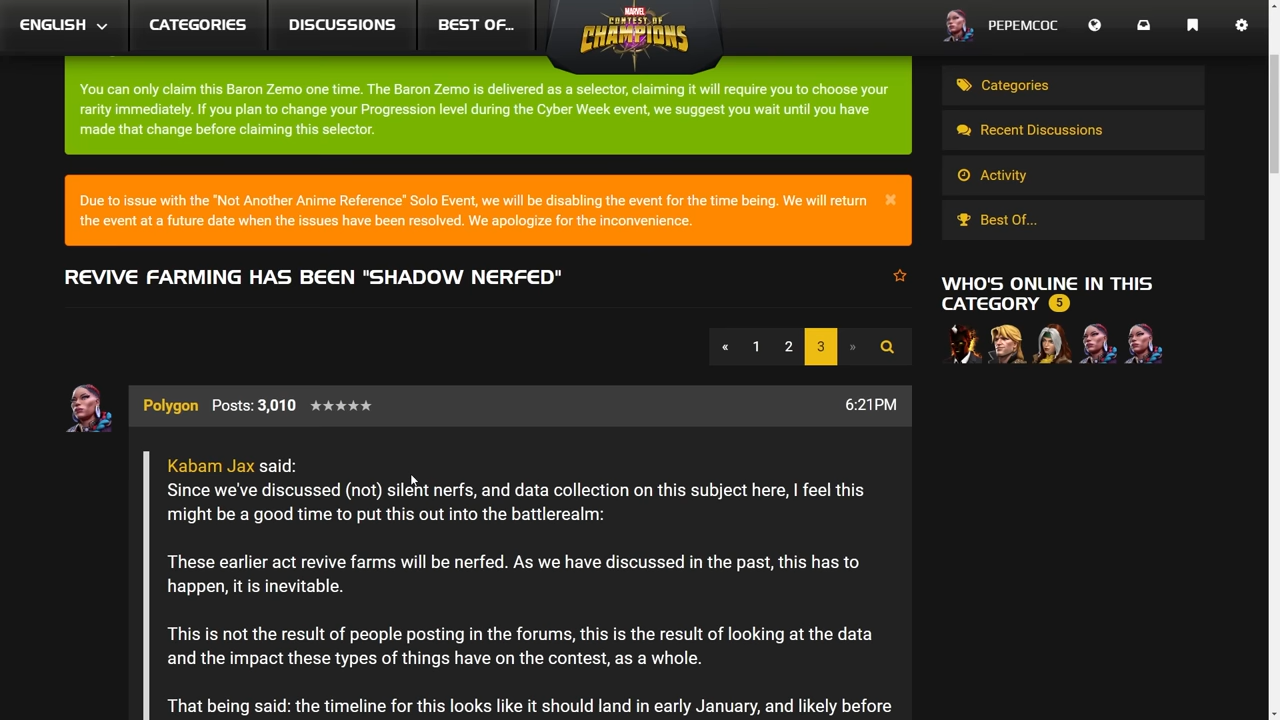 ENGLISH
CATEGORIES
DISCUSSIONS
BEST OF...
MARVEL
CONTEST OF
CHAMPIONS
PEPEMCOC
You can only claim this Baron Zemo one time. The Baron Zemo is delivered as a selector, claiming it will require you to choose your
rarity immediately. If you plan to change your Progression level during the Cyber Week event, we suggest you wait until you have
made that change before claiming this selector.
Due to issue with the "Not Another Anime Reference" Solo Event, we will be disabling the event for the time being. We will return
the event at a future date when the issues have been resolved. We apologize for the inconvenience.
REVIVE FARMING HAS BEEN "SHADOW NERFED"
« 1 2 3 »
Polygon Posts: 3,010 ★★★★★ 6:21PM
Kabam Jax said:
Since we've discussed (not) silent nerfs, and data collection on this subject here, I feel this
might be a good time to put this out into the battlerealm:
These earlier act revive farms will be nerfed. As we have discussed in the past, this has to
happen, it is inevitable.
This is not the result of people posting in the forums, this is the result of looking at the data
and the impact these types of things have on the contest, as a whole.
That being said: the timeline for this looks like it should land in early January, and likely before
Categories
Recent Discussions
Activity
Best Of...
WHO'S ONLINE IN THIS
CATEGORY 5